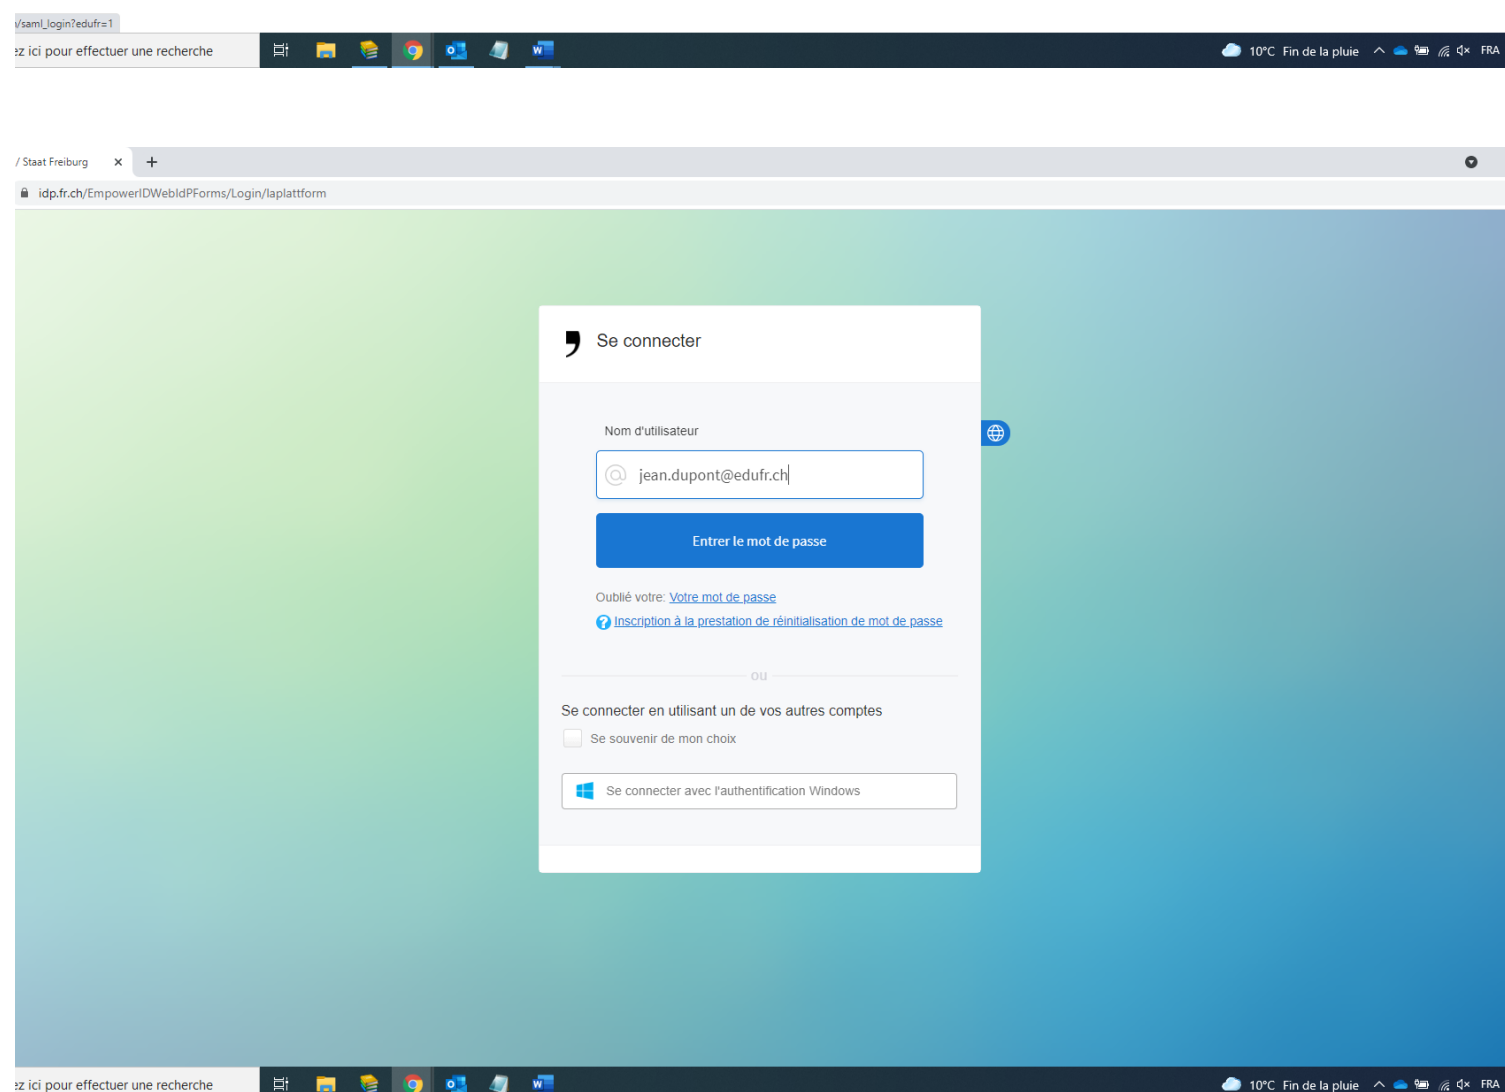 /saml_login?edufr=1
ez ici pour effectuer une recherche
10°C Fin de la pluie
FRA
/ Staat Freiburg
idp.fr.ch/EmpowerIDWebIdPForms/Login/laplattform
Se connecter
Nom d'utilisateur
jean.dupont@edufr.ch
Entrer le mot de passe
Oublié votre: Votre mot de passe
Inscription à la prestation de réinitialisation de mot de passe
ou
Se connecter en utilisant un de vos autres comptes
Se souvenir de mon choix
Se connecter avec l'authentification Windows
ez ici pour effectuer une recherche
10°C Fin de la pluie
FRA